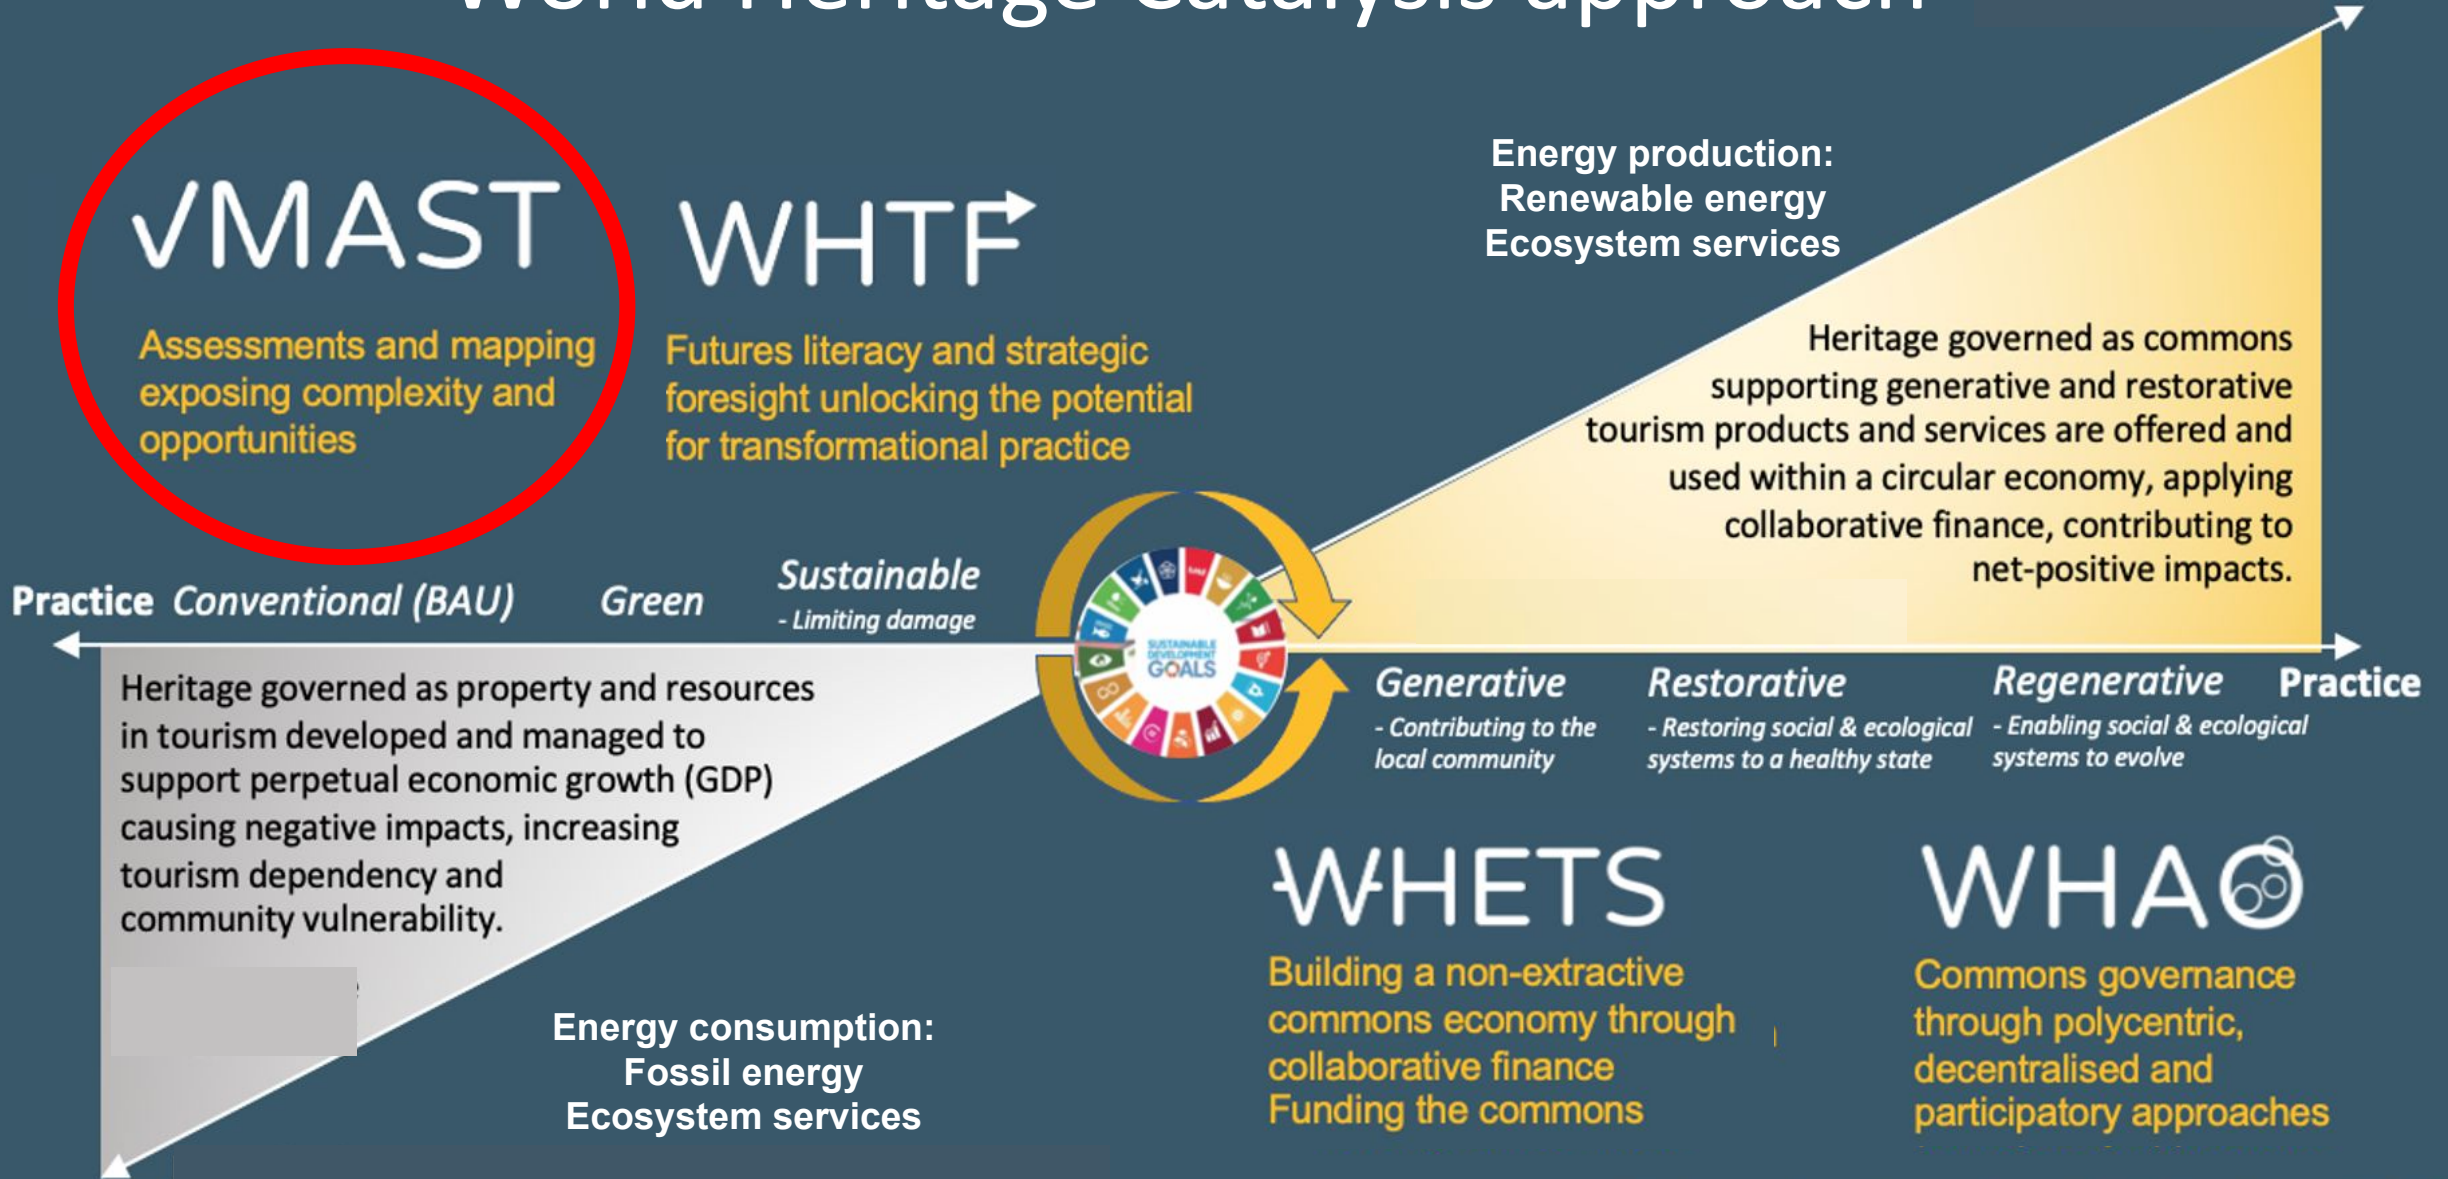 World Heritage Catalysis approach
√MAST
Assessments and mapping
exposing complexity and
opportunities
WHTF
Futures literacy and strategic
foresight unlocking the potential
for transformational practice
Energy production:
Renewable energy
Ecosystem services
Heritage governed as commons
supporting generative and restorative
tourism products and services are offered and
used within a circular economy, applying
collaborative finance, contributing to
net-positive impacts.
Practice Conventional (BAU) Green
Sustainable
- Limiting damage
SUSTAINABLE
DEVELOPMENT
GOALS
Generative
- Contributing to the
local community
Restorative
- Restoring social & ecological
systems to a healthy state
Regenerative
- Enabling social & ecological
systems to evolve
Practice
Heritage governed as property and resources
in tourism developed and managed to
support perpetual economic growth (GDP)
causing negative impacts, increasing
tourism dependency and
community vulnerability.
Energy consumption:
Fossil energy
Ecosystem services
WHETS
Building a non-extractive
commons economy through
collaborative finance
Funding the commons
WHAO
Commons governance
through polycentric,
decentralised and
participatory approaches